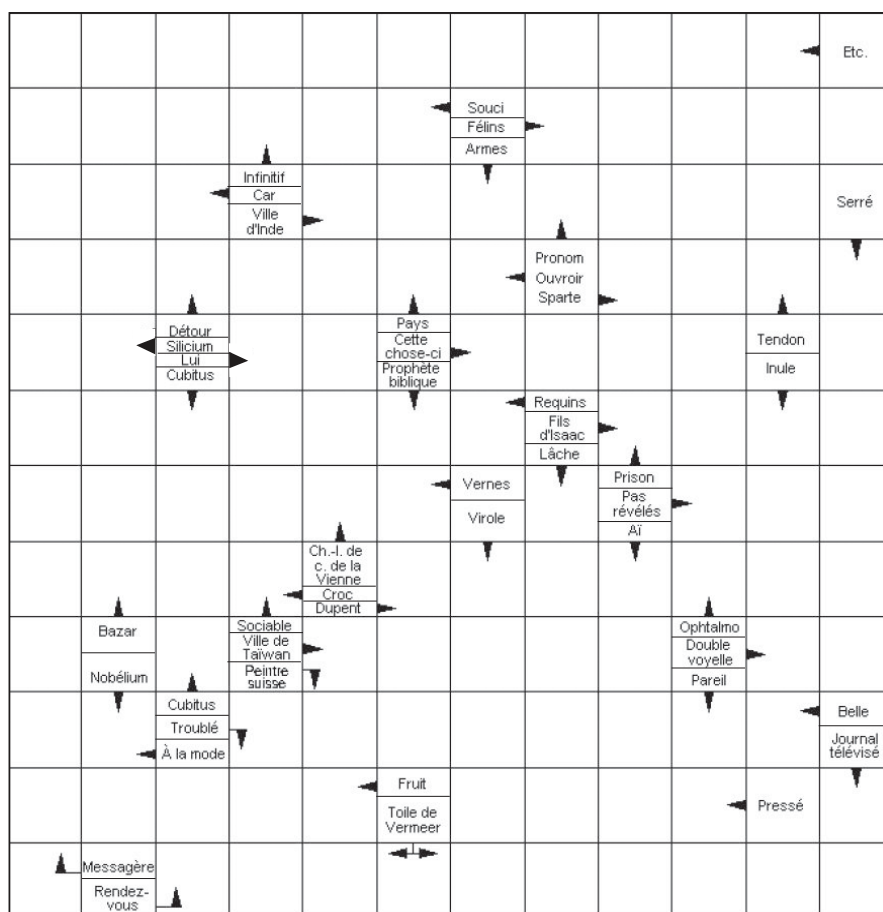 Etc.
Souci
Félins
Armes
Infinitif
Car
Ville
d'Inde
Serré
Pronom
Ouvroir
Sparte
Détour
Silicium
Lui
Cubitus
Pays
Cette
chose-ci
Prophète
biblique
Tendon
Inule
Requins
Fils
d'Isaac
Lâche
Vernes
Virole
Prison
Pas
révélés
Aï
Ch.-l. de
c. de la
Vienne
Croc
Dupent
Bazar
Nobélium
Sociable
Ville de
Taïwan
Peintre
suisse
Ophtalmo
Double
voyelle
Pareil
Cubitus
Troublé
À la mode
Belle
Journal
télévisé
Fruit
Toile de
Vermeer
Pressé
Messagère
Rendez-
vous